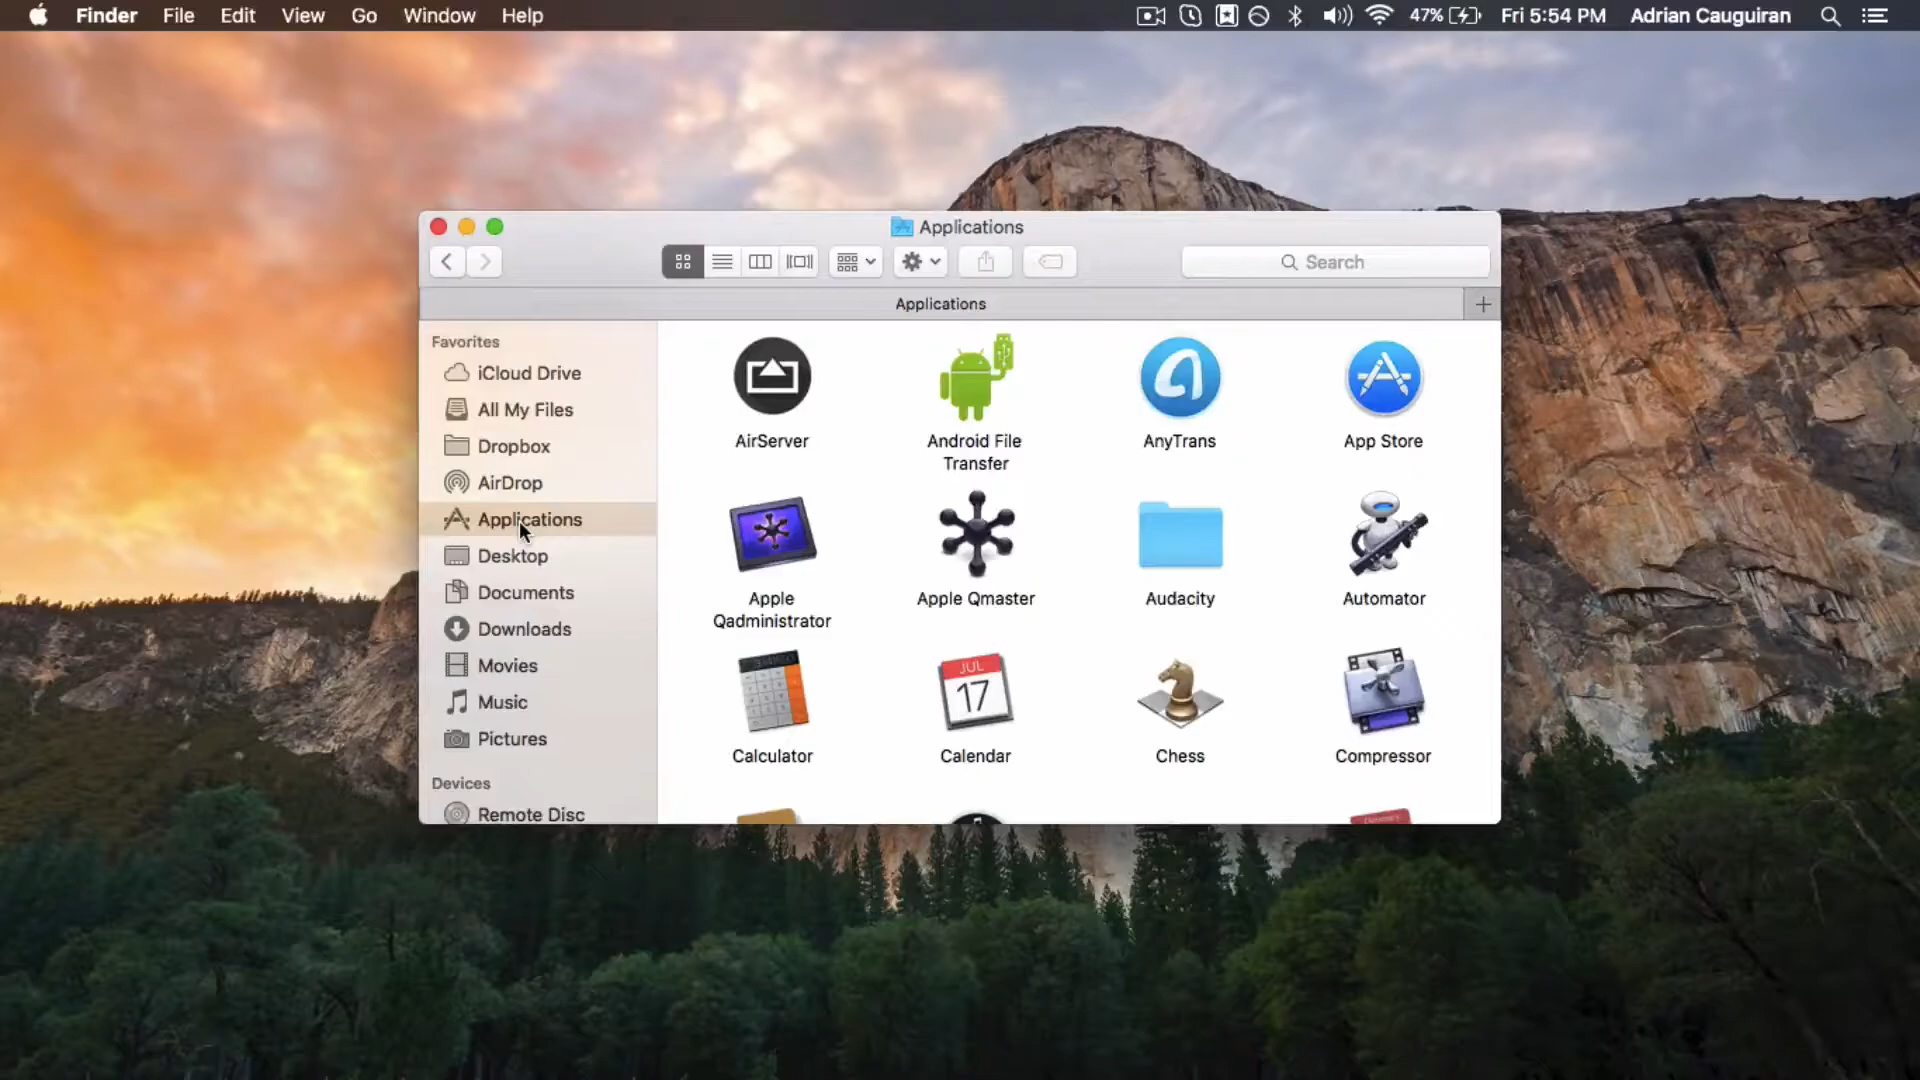 Finder File Edit View Go Window Help 47% Fri 5:54 PM Adrian Cauguiran
Applications
Search
Applications
Favorites
iCloud Drive
All My Files
Dropbox
AirDrop
Applications
Desktop
Documents
Downloads
Movies
Music
Pictures
Devices
Remote Disc
AirServer
Android File
Transfer
AnyTrans
App Store
Apple
Qadministrator
Apple Qmaster
Audacity
Automator
JUL
17
Calculator
Calendar
Chess
Compressor